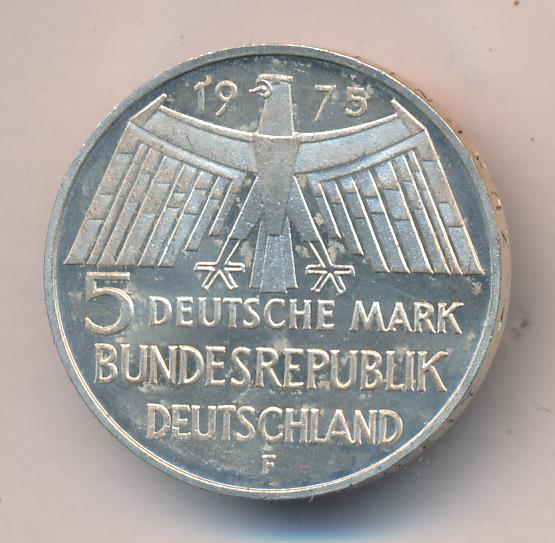 1975
5 DEUTSCHE MARK
BUNDESREPUBLIK
DEUTSCHLAND
F